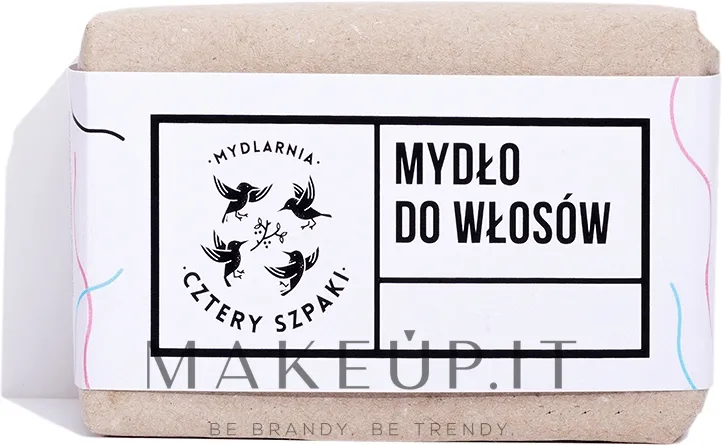 ·MYDLARNIA·
·CZTERY SZPAKI·
MYDŁO
DO WŁOSÓW
MAKEUP.IT
BE BRANDY. BE TRENDY.